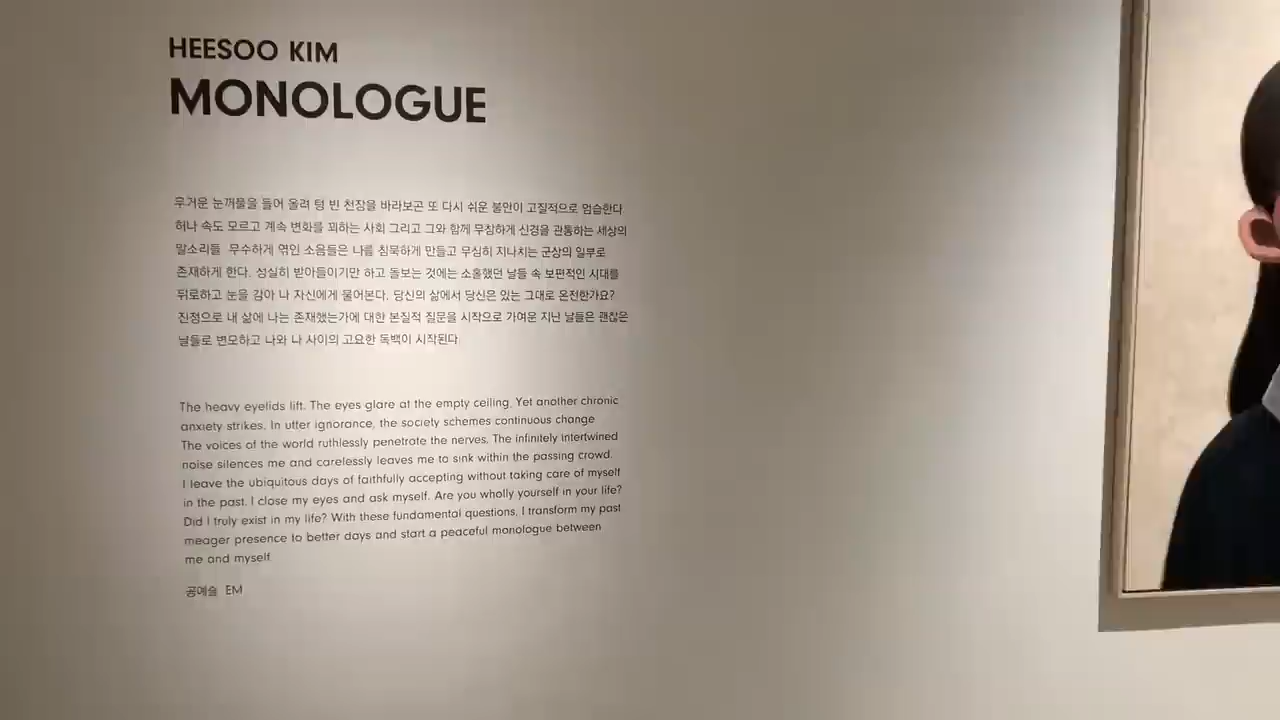 HEESOO KIM
MONOLOGUE
무거운 눈꺼풀을 들어 올려 텅 빈 천장을 바라보곤 또 다시 쉬운 불안이 고질적으로 엄습한다
허나 속도 모르고 계속 변화를 꾀하는 사회 그리고 그와 함께 무참하게 신경을 관통하는 세상의
말소리들 무수하게 엮인 소음들은 나를 침묵하게 만들고 무심히 지나치는 군상의 일부로
존재하게 한다. 성실히 받아들이기만 하고 돌보는 것에는 소홀했던 날들 속 보편적인 시대를
뒤로하고 눈을 감아 나 자신에게 물어본다. 당신의 삶에서 당신은 있는 그대로 온전한가요?
진정으로 내 삶에 나는 존재했는가에 대한 본질적 질문을 시작으로 가여운 지난 날들은 괜찮은
날들로 변모하고 나와 나 사이의 고요한 독백이 시작된다.
The heavy eyelids lift. The eyes glare at the empty ceiling. Yet another chronic
anxiety strikes. In utter ignorance, the society schemes continuous change
The voices of the world ruthlessly penetrate the nerves. The infinitely intertwined
noise silences me and carelessly leaves me to sink within the passing crowd.
I leave the ubiquitous days of faithfully accepting without taking care of myself
in the past. I close my eyes and ask myself. Are you wholly yourself in your life?
Did I truly exist in my life? With these fundamental questions, I transform my past
meager presence to better days and start a peaceful monologue between
me and myself.
공예슬 EM